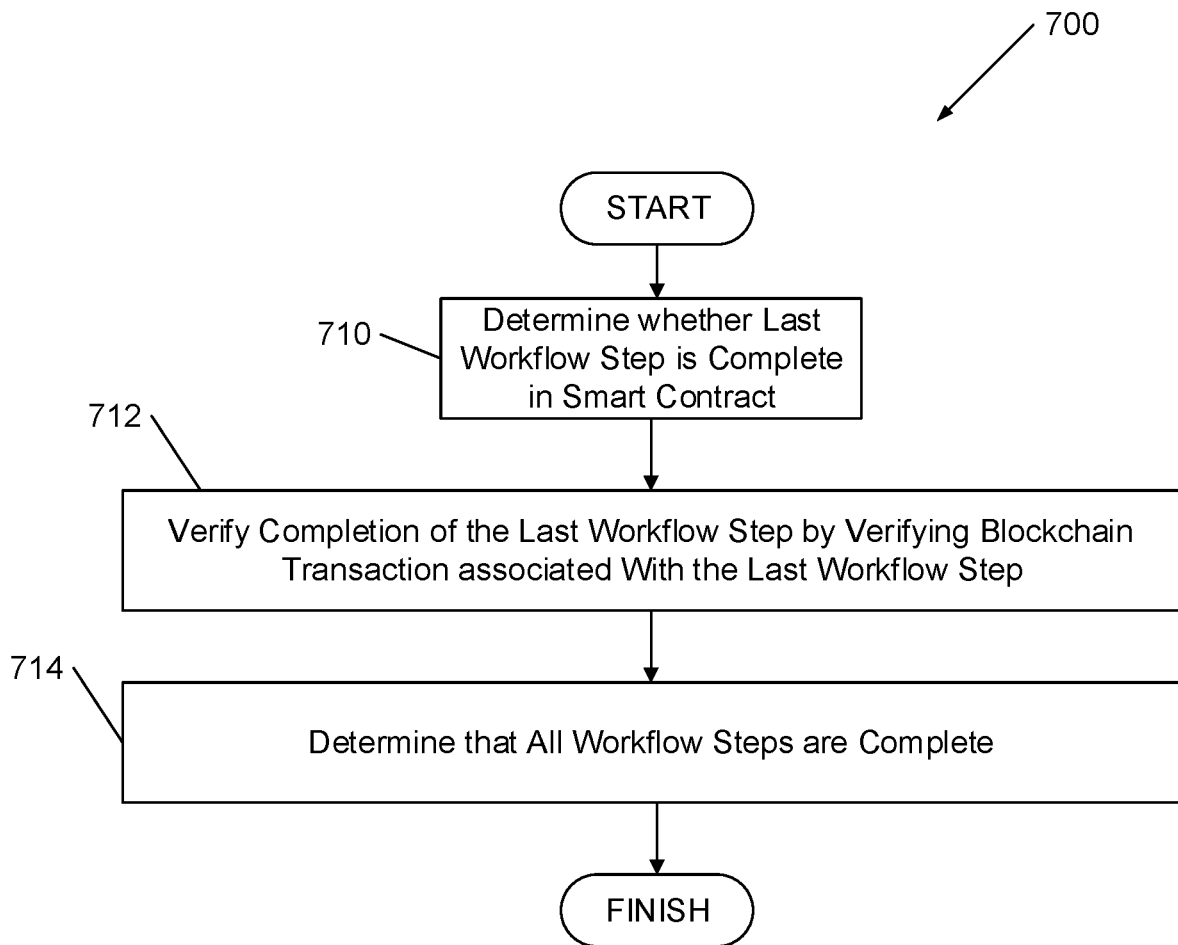 700
START
710
Determine whether Last
Workflow Step is Complete
in Smart Contract
712
Verify Completion of the Last Workflow Step by Verifying Blockchain
Transaction associated With the Last Workflow Step
714
Determine that All Workflow Steps are Complete
FINISH